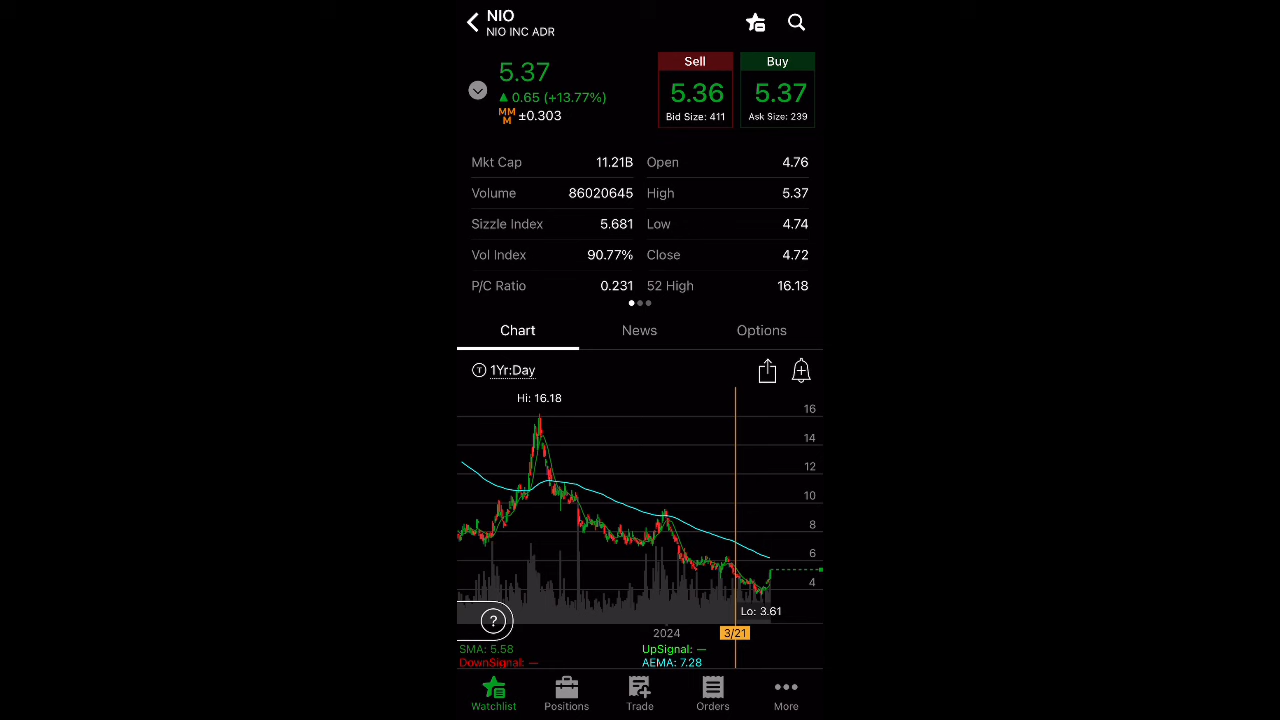 NIO
NIO INC ADR
5.37
0.65 (+13.77%)
MM
M ±0.303
Sell
5.36
Bid Size: 411
Buy
5.37
Ask Size: 239
Mkt Cap 11.21B Open 4.76
Volume 86020645 High 5.37
Sizzle Index 5.681 Low 4.74
Vol Index 90.77% Close 4.72
P/C Ratio 0.231 52 High 16.18
Chart News Options
T 1Yr:Day
Hi: 16.18
16
14
12
10
8
6
4
Lo: 3.61
?
2024 3/21
SMA: 5.58 UpSignal: —
DownSignal: — AEMA: 7.28
Watchlist Positions Trade Orders More